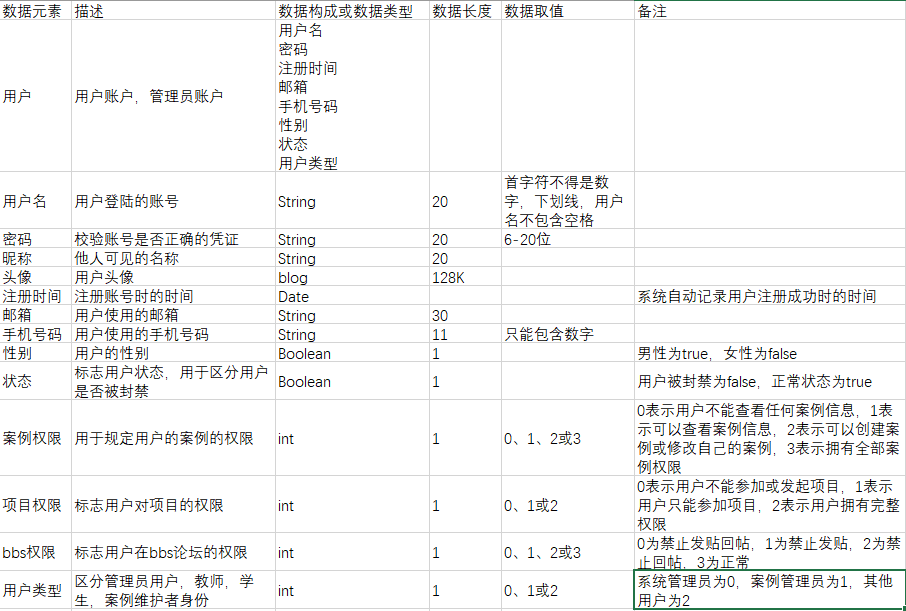 数据元素 描述 数据构成或数据类型 数据长度 数据取值 备注
用户 用户账户，管理员账户
用户名
密码
注册时间
邮箱
手机号码
性别
状态
用户类型
用户名 用户登陆的账号 String 20
首字符不得是数
字，下划线，用户
名不包含空格
密码 校验账号是否正确的凭证 String 20 6-20位
昵称 他人可见的名称 String 20
头像 用户头像 blog 128K
注册时间 注册账号时的时间 Date 系统自动记录用户注册成功时的时间
邮箱 用户使用的邮箱 String 30
手机号码 用户使用的手机号码 String 11 只能包含数字
性别 用户的性别 Boolean 1 男性为true，女性为false
状态
标志用户状态，用于区分用户
是否被封禁
Boolean 1 用户被封禁为false，正常状态为true
案例权限 用于规定用户的案例的权限 int 1 0、1、2或3
0表示用户不能查看任何案例信息，1表
示可以查看案例信息，2表示可以创建案
例或修改自己的案例，3表示拥有全部案
例权限
项目权限 标志用户对项目的权限 int 1 0、1或2
0表示用户不能参加或发起项目，1表示
用户只能参加项目，2表示用户拥有完整
权限
bbs权限 标志用户在bbs论坛的权限 int 1 0、1、2或3
0为禁止发贴回帖，1为禁止发贴，2为禁
止回帖，3为正常
用户类型
区分管理员用户，教师，学
生，案例维护者身份
int 1 0、1或2
系统管理员为0，案例管理员为1，其他
用户为2